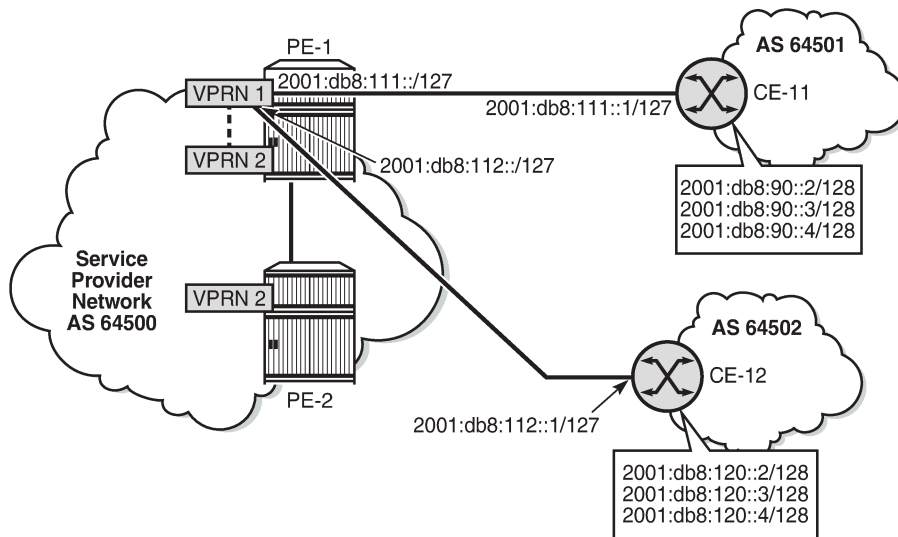 PE-1
AS 64501
VPRN 1
2001:db8:111::/127
2001:db8:111::1/127
CE-11
VPRN 2
2001:db8:112::/127
2001:db8:90::2/128
2001:db8:90::3/128
2001:db8:90::4/128
Service
Provider
Network
AS 64500
VPRN 2
PE-2
AS 64502
CE-12
2001:db8:112::1/127
2001:db8:120::2/128
2001:db8:120::3/128
2001:db8:120::4/128